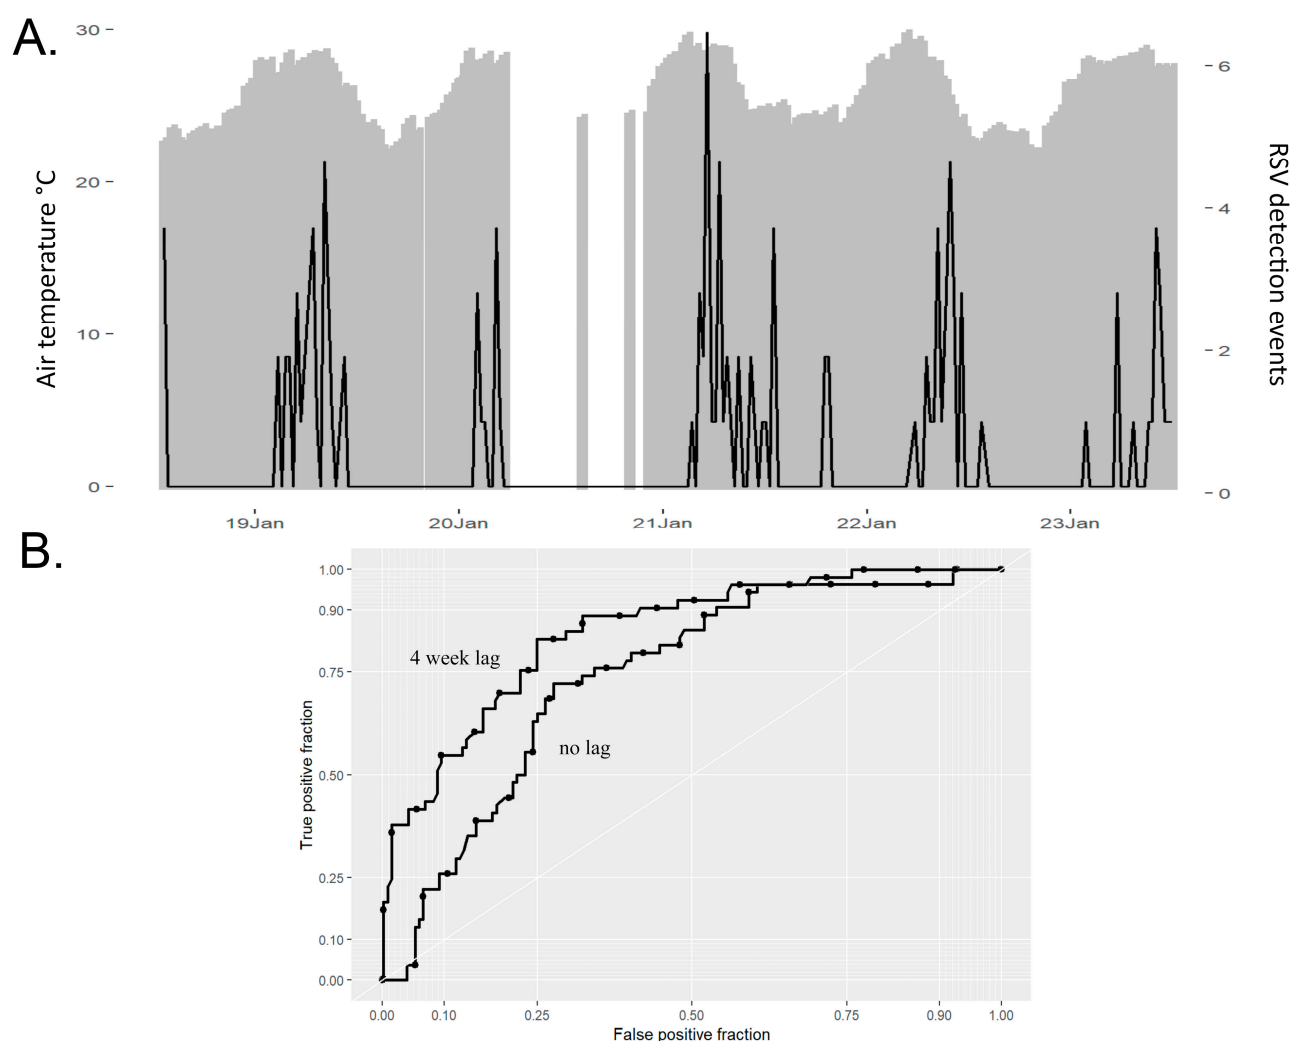 A.
30
20
10
0
Air temperature °C
6
4
2
0
RSV detection events
19Jan
20Jan
21Jan
22Jan
23Jan
B.
1.00
0.90
0.75
0.50
0.25
0.10
0.00
True positive fraction
4 week lag
no lag
0.00
0.10
0.25
0.50
0.75
0.90
1.00
False positive fraction